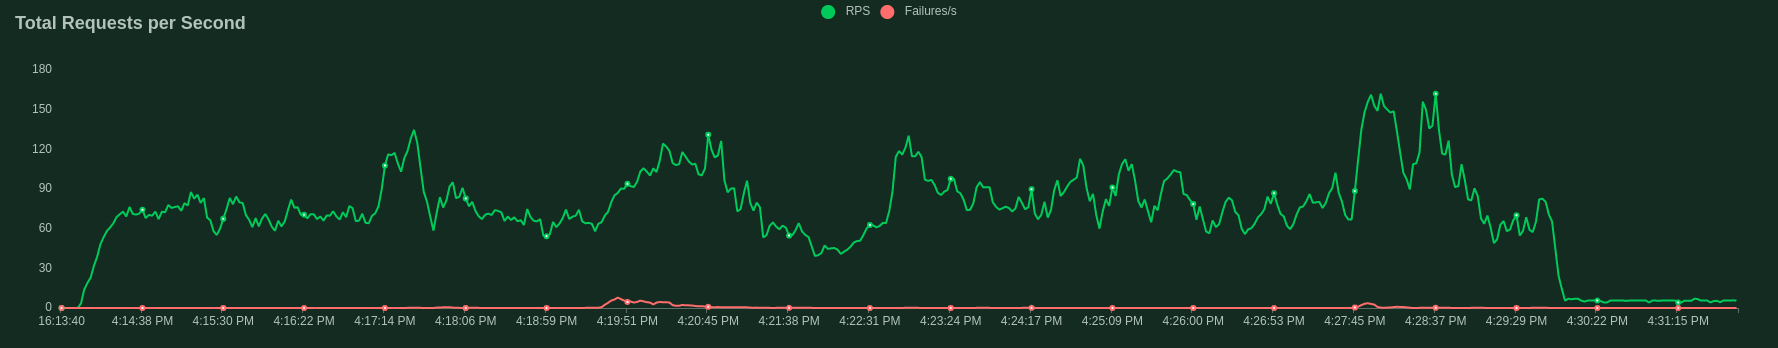 Total Requests per Second
RPS Failures/s
180
150
120
90
60
30
0
16:13:40 4:14:38 PM 4:15:30 PM 4:16:22 PM 4:17:14 PM 4:18:06 PM 4:18:59 PM 4:19:51 PM 4:20:45 PM 4:21:38 PM 4:22:31 PM 4:23:24 PM 4:24:17 PM 4:25:09 PM 4:26:00 PM 4:26:53 PM 4:27:45 PM 4:28:37 PM 4:29:29 PM 4:30:22 PM 4:31:15 PM